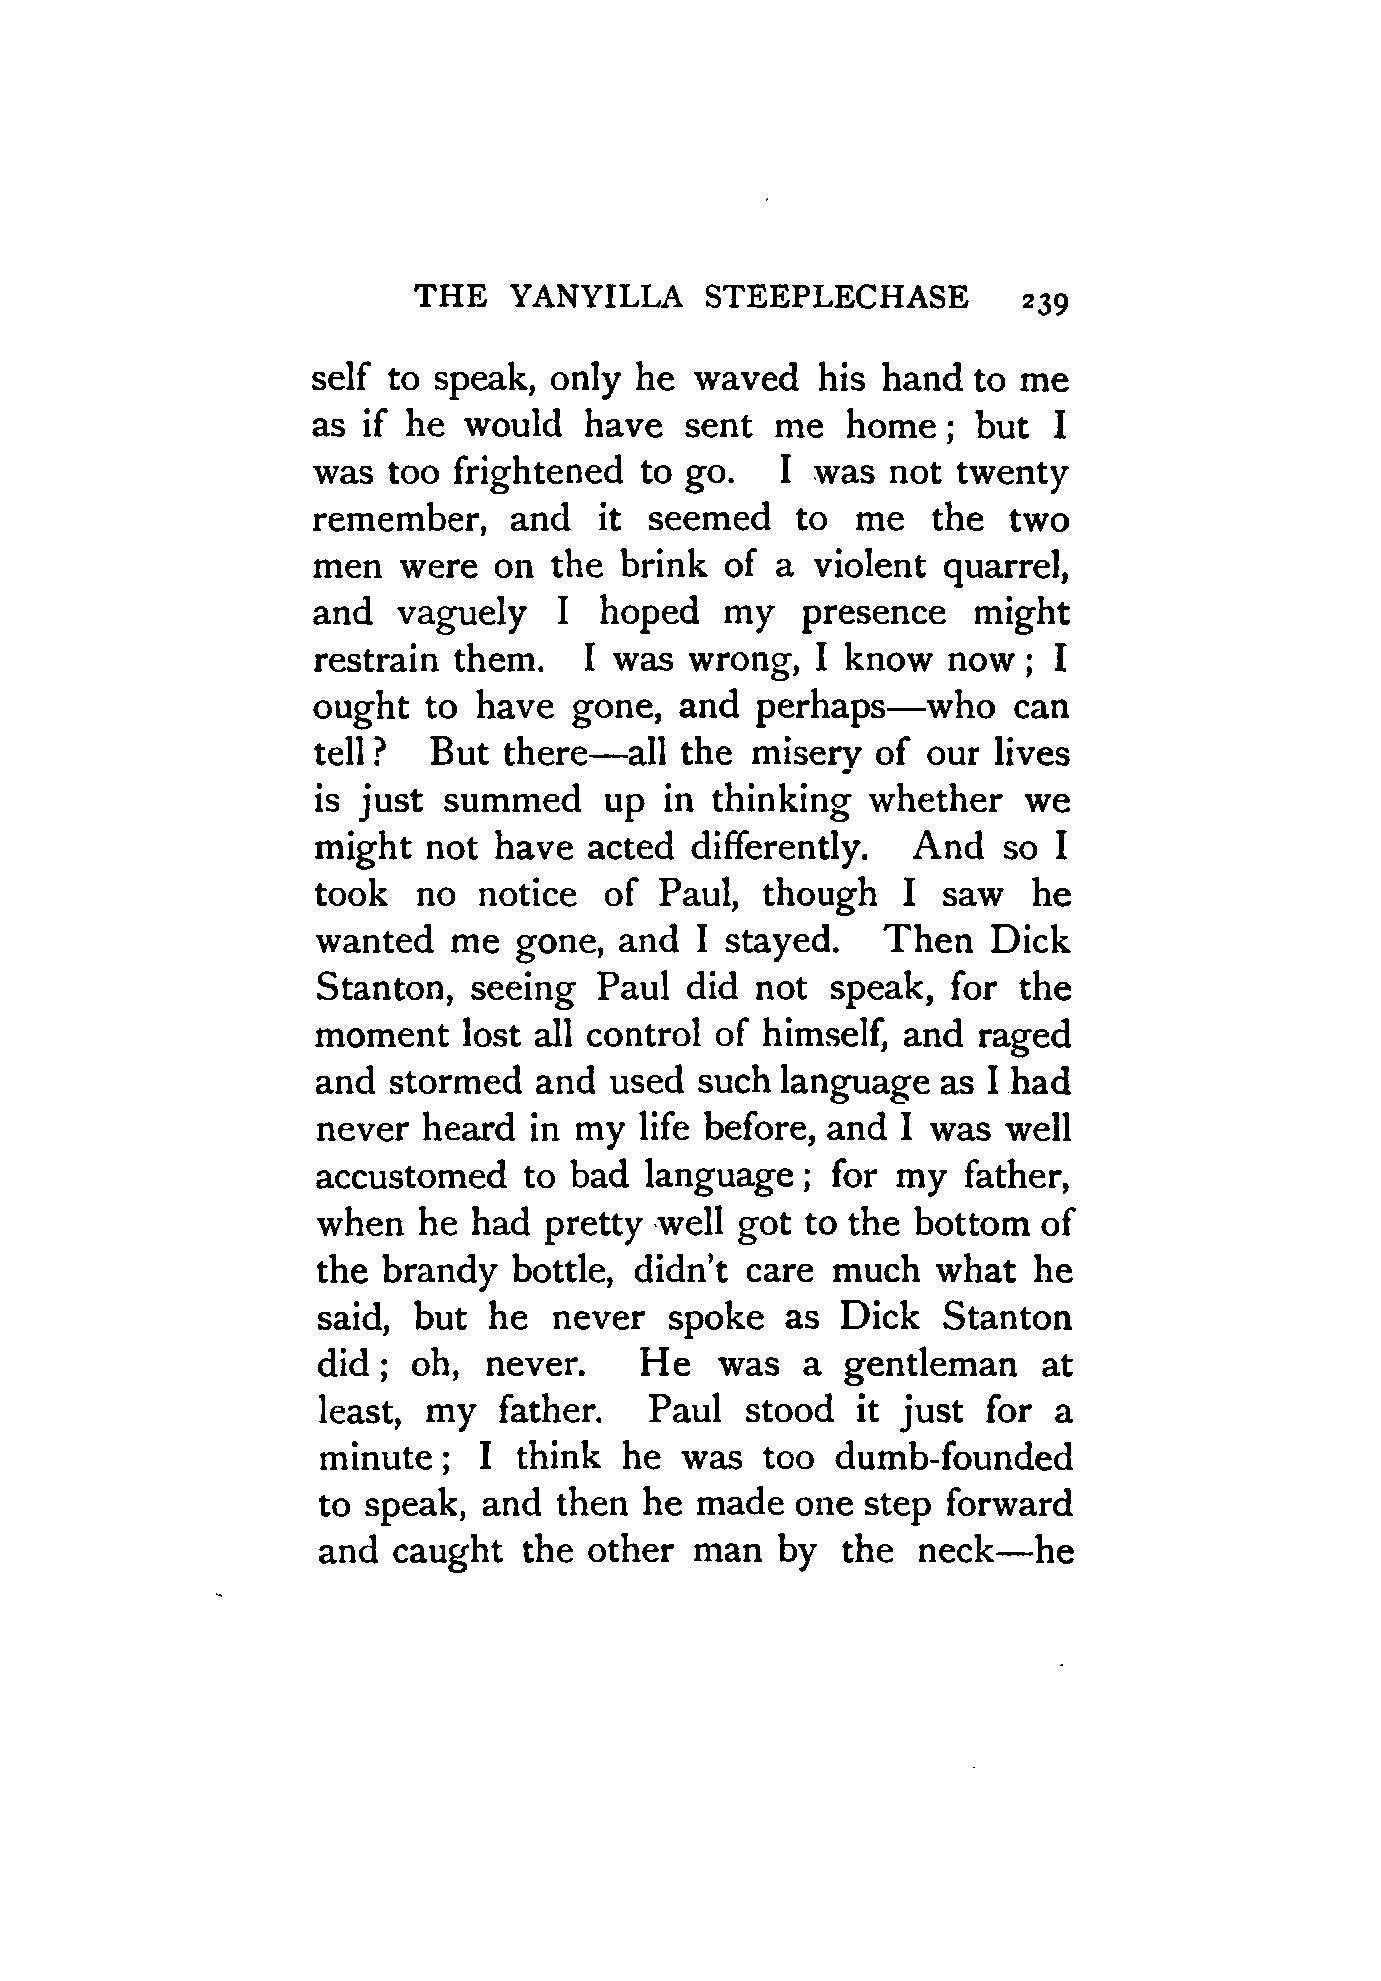 THE YANYILLA STEEPLECHASE 239
self to speak, only he waved his hand to me
as if he would have sent me home; but I
was too frightened to go. I was not twenty
remember, and it seemed to me the two
men were on the brink of a violent quarrel,
and vaguely I hoped my presence might
restrain them. I was wrong, I know now; I
ought to have gone, and perhaps—who can
tell? But there—all the misery of our lives
is just summed up in thinking whether we
might not have acted differently. And so I
took no notice of Paul, though I saw he
wanted me gone, and I stayed. Then Dick
Stanton, seeing Paul did not speak, for the
moment lost all control of himself, and raged
and stormed and used such language as I had
never heard in my life before, and I was well
accustomed to bad language; for my father,
when he had pretty well got to the bottom of
the brandy bottle, didn't care much what he
said, but he never spoke as Dick Stanton
did; oh, never. He was a gentleman at
least, my father. Paul stood it just for a
minute; I think he was too dumb-founded
to speak, and then he made one step forward
and caught the other man by the neck—he